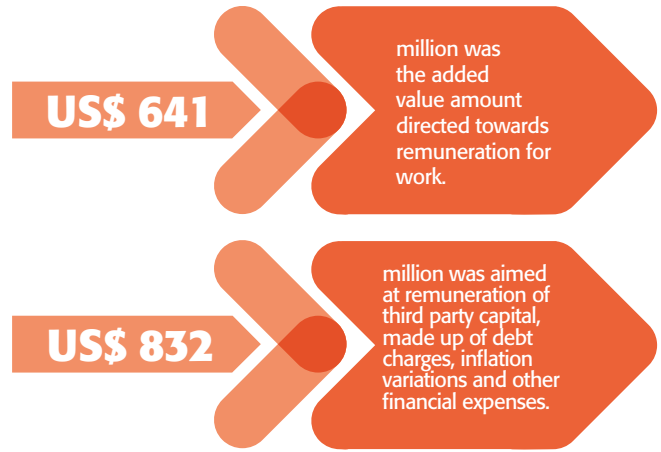 US$ 641
million was
the added
value amount
directed towards
remuneration for
work.
US$ 832
million was aimed
at remuneration of
third party capital,
made up of debt
charges, inflation
variations and other
financial expenses.